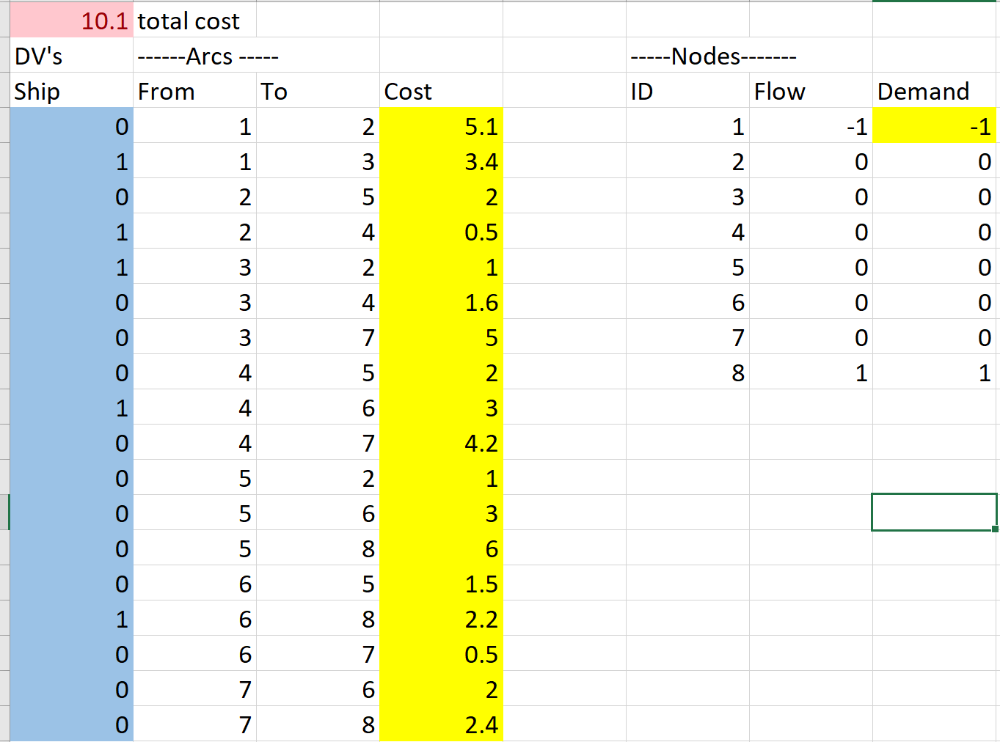 10.1 total cost
DV's ------Arcs ----- -----Nodes-------
Ship From To Cost ID Flow Demand
0 1 2 5.1 1 -1 -1
1 1 3 3.4 2 0 0
0 2 5 2 3 0 0
1 2 4 0.5 4 0 0
1 3 2 1 5 0 0
0 3 4 1.6 6 0 0
0 3 7 5 7 0 0
0 4 5 2 8 1 1
1 4 6 3
0 4 7 4.2
0 5 2 1
0 5 6 3
0 5 8 6
0 6 5 1.5
1 6 8 2.2
0 6 7 0.5
0 7 6 2
0 7 8 2.4